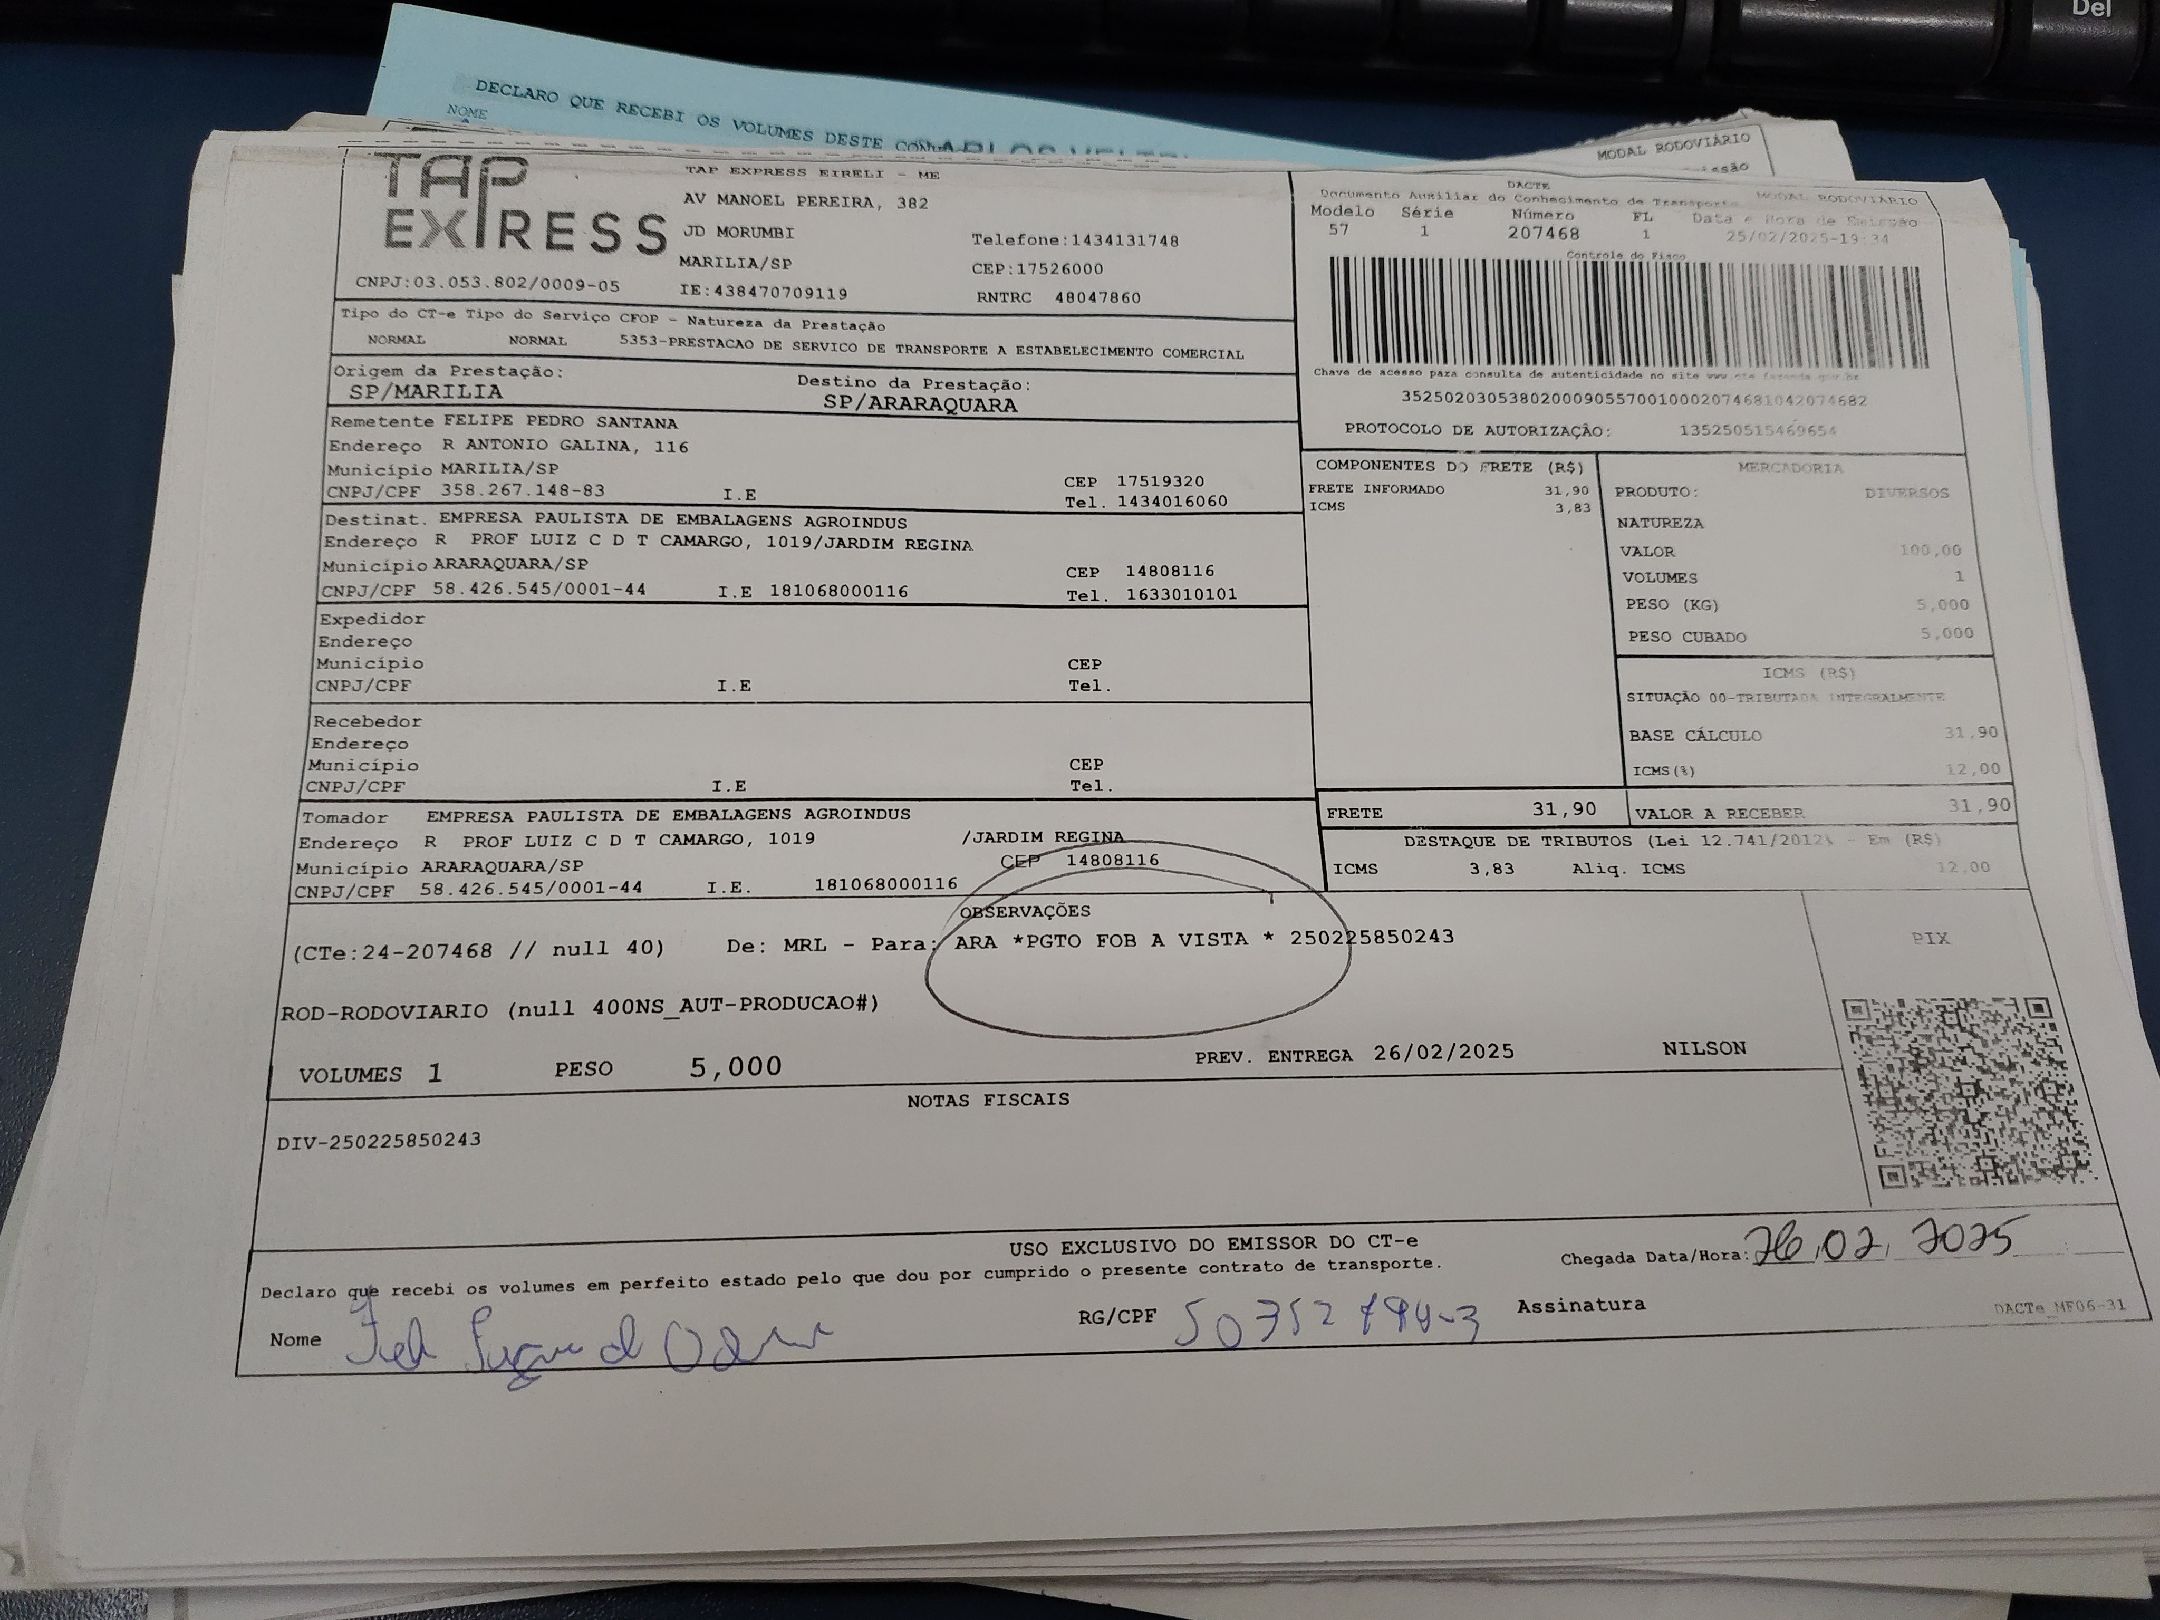 Del
DECLARO QUE RECEBI OS VOLUMES DESTE
NOME
MODAL RODOVIÁRIO
TAP EXPRESS
TAP EXPRESS EIRELI - ME
AV MANOEL PEREIRA, 382
JD MORUMBI
Telefone:1434131748
MARILIA/SP
CEP:17526000
CNPJ:03.053.802/0009-05
IE:438470709119
RNTRC 48047860
DACTE
Documento Auxiliar do Conhecimento de Transporte MODAL RODOVIÁRIO
Modelo Série Número FL Data e Hora de Emissão
57 1 207468 1 25/02/2025-19:34
Controle do Fisco
Chave de acesso para consulta de autenticidade no site www.cte.fazenda.gov.br
35250203053802000905570010002074681042074682
PROTOCOLO DE AUTORIZAÇÃO: 135250515469654
Tipo do CT-e Tipo do Serviço CFOP - Natureza da Prestação
NORMAL NORMAL 5353-PRESTACAO DE SERVICO DE TRANSPORTE A ESTABELECIMENTO COMERCIAL
Origem da Prestação: Destino da Prestação:
SP/MARILIA SP/ARARAQUARA
Remetente FELIPE PEDRO SANTANA
Endereço R ANTONIO GALINA, 116
Município MARILIA/SP CEP 17519320
CNPJ/CPF 358.267.148-83 I.E Tel. 1434016060
Destinat. EMPRESA PAULISTA DE EMBALAGENS AGROINDUS
Endereço R PROF LUIZ C D T CAMARGO, 1019/JARDIM REGINA
Município ARARAQUARA/SP CEP 14808116
CNPJ/CPF 58.426.545/0001-44 I.E 181068000116 Tel. 1633010101
Expedidor
Endereço
Município CEP
CNPJ/CPF I.E Tel.
Recebedor
Endereço
Município CEP
CNPJ/CPF I.E Tel.
Tomador EMPRESA PAULISTA DE EMBALAGENS AGROINDUS
Endereço R PROF LUIZ C D T CAMARGO, 1019 /JARDIM REGINA
Município ARARAQUARA/SP CEP 14808116
CNPJ/CPF 58.426.545/0001-44 I.E. 181068000116
COMPONENTES DO FRETE (R$)
FRETE INFORMADO 31,90
ICMS 3,83
MERCADORIA
PRODUTO: DIVERSOS
NATUREZA
VALOR 100,00
VOLUMES 1
PESO (KG) 5,000
PESO CUBADO 5,000
ICMS (R$)
SITUAÇÃO 00-TRIBUTADA INTEGRALMENTE
BASE CÁLCULO 31,90
ICMS(%) 12,00
FRETE 31,90 VALOR A RECEBER 31,90
DESTAQUE DE TRIBUTOS (Lei 12.741/2012) - Em (R$)
ICMS 3,83 Aliq. ICMS 12,00
OBSERVAÇÕES
(CTe:24-207468 // null 40) De: MRL - Para: ARA *PGTO FOB A VISTA * 250225850243
ROD-RODOVIARIO (null 400NS_AUT-PRODUCAO#)
PIX
VOLUMES 1 PESO 5,000 PREV. ENTREGA 26/02/2025 NILSON
NOTAS FISCAIS
DIV-250225850243
USO EXCLUSIVO DO EMISSOR DO CT-e
Declaro que recebi os volumes em perfeito estado pelo que dou por cumprido o presente contrato de transporte.
Chegada Data/Hora: 26.02.2025
Nome
RG/CPF
Assinatura
DACTe_MF06-31